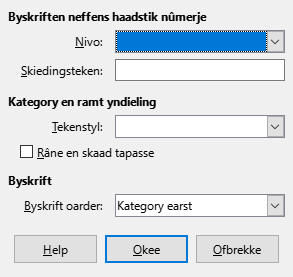 Byskriften neffens haadstik nûmerje
Nivo:
Skiedingsteken:
Kategory en ramt yndieling
Tekenstyl:
Râne en skaad tapasse
Byskrift
Byskrift oarder: Kategory earst
Help Okee Ofbrekke